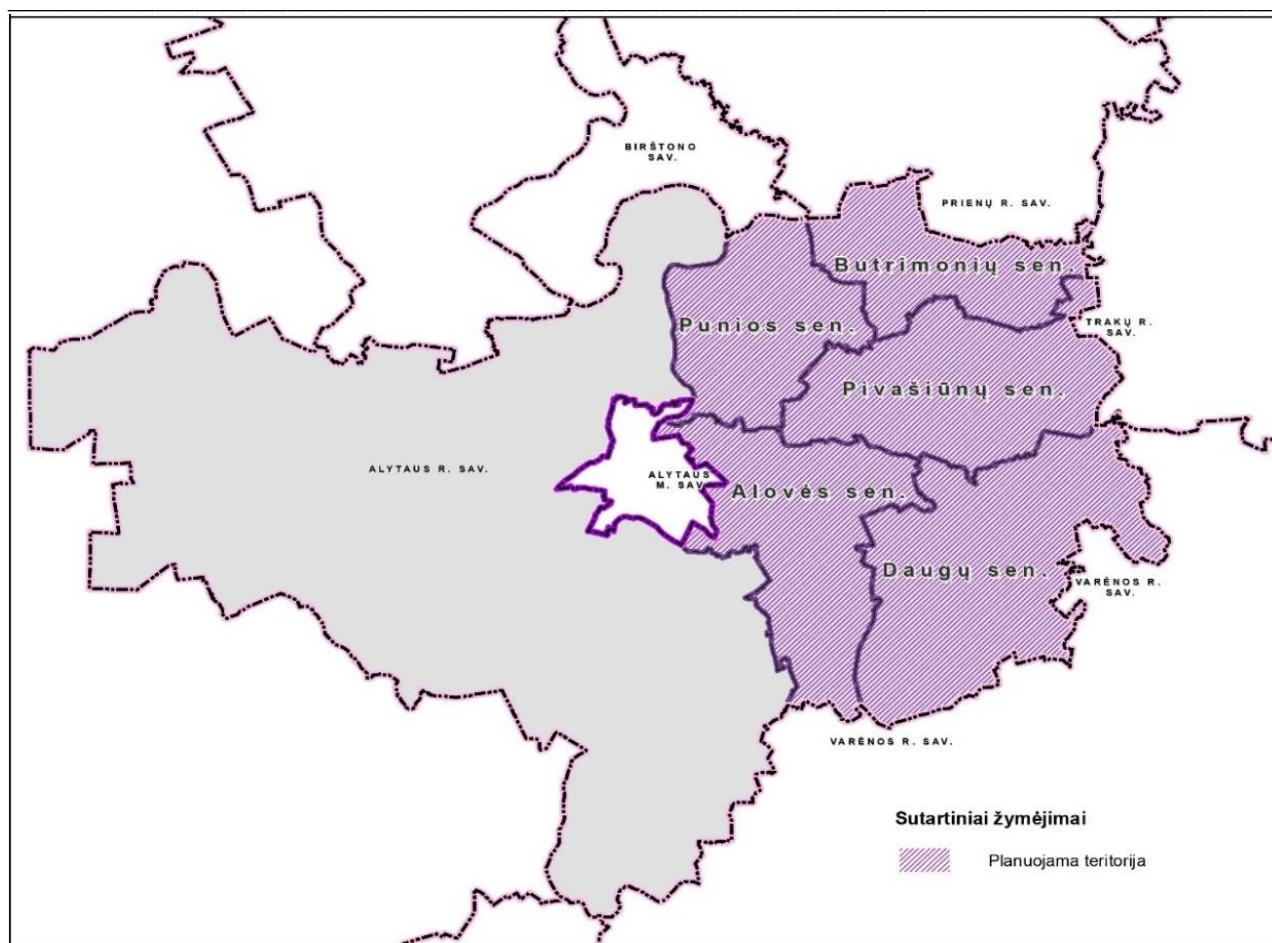 BIRŠTONO
SAV.
PRIENŲ R. SAV.
Butrimonių sen.
Punios sen.
TRAKŲ R.
SAV.
Pivašiūnų sen.
ALYTAUS R. SAV.
ALYTAUS
M. SAV
Alovės sen.
Daugų sen.
VARĖNOS R.
SAV.
VARĖNOS R. SAV.
Sutartiniai žymėjimai
Planuojama teritorija